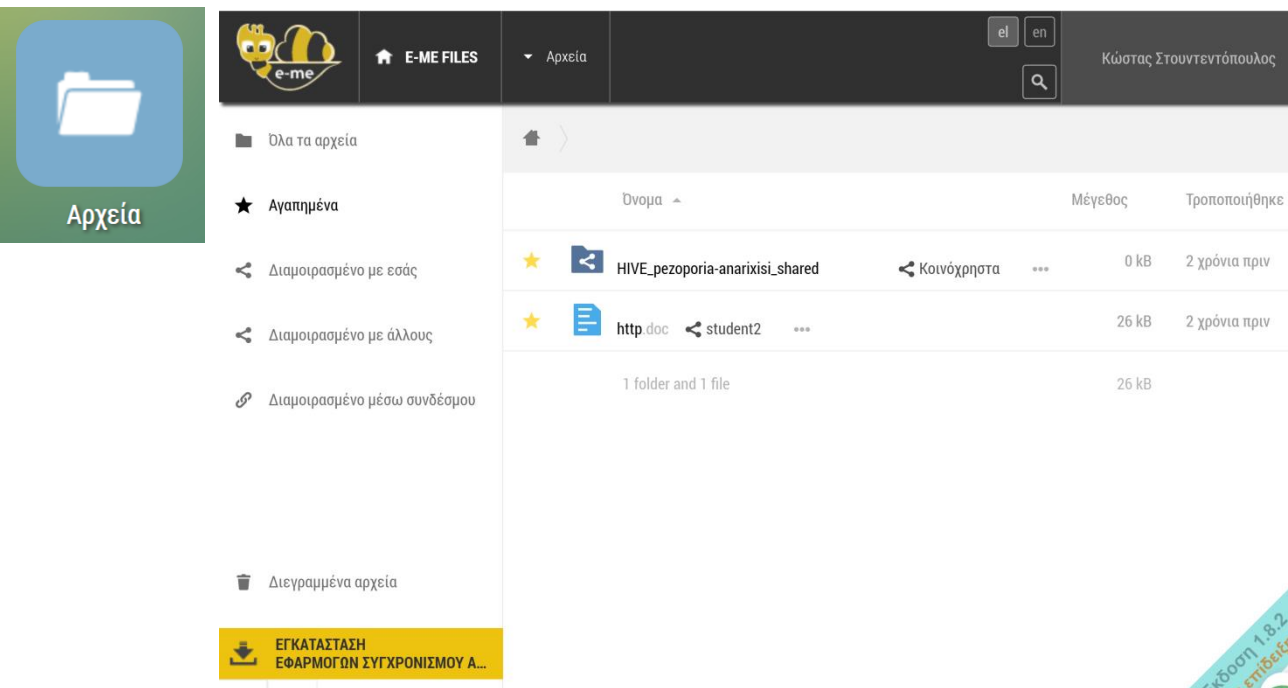 Αρχεία
e-me
E-ME FILES
Αρχεία
el
en
Κώστας Στουντεντόπουλος
Όλα τα αρχεία
Αγαπημένα
Διαμοιρασμένο με εσάς
Διαμοιρασμένο με άλλους
Διαμοιρασμένο μέσω συνδέσμου
Διεγραμμένα αρχεία
ΕΓΚΑΤΑΣΤΑΣΗ
ΕΦΑΡΜΟΓΩΝ ΣΥΓΧΡΟΝΙΣΜΟΥ Α...
Όνομα Μέγεθος Τροποποιήθηκε
HIVE_pezoporia-anarixisi_shared Κοινόχρηστα ... 0 kB 2 χρόνια πριν
http.doc student2 ... 26 kB 2 χρόνια πριν
1 folder and 1 file 26 kB
1.8.2